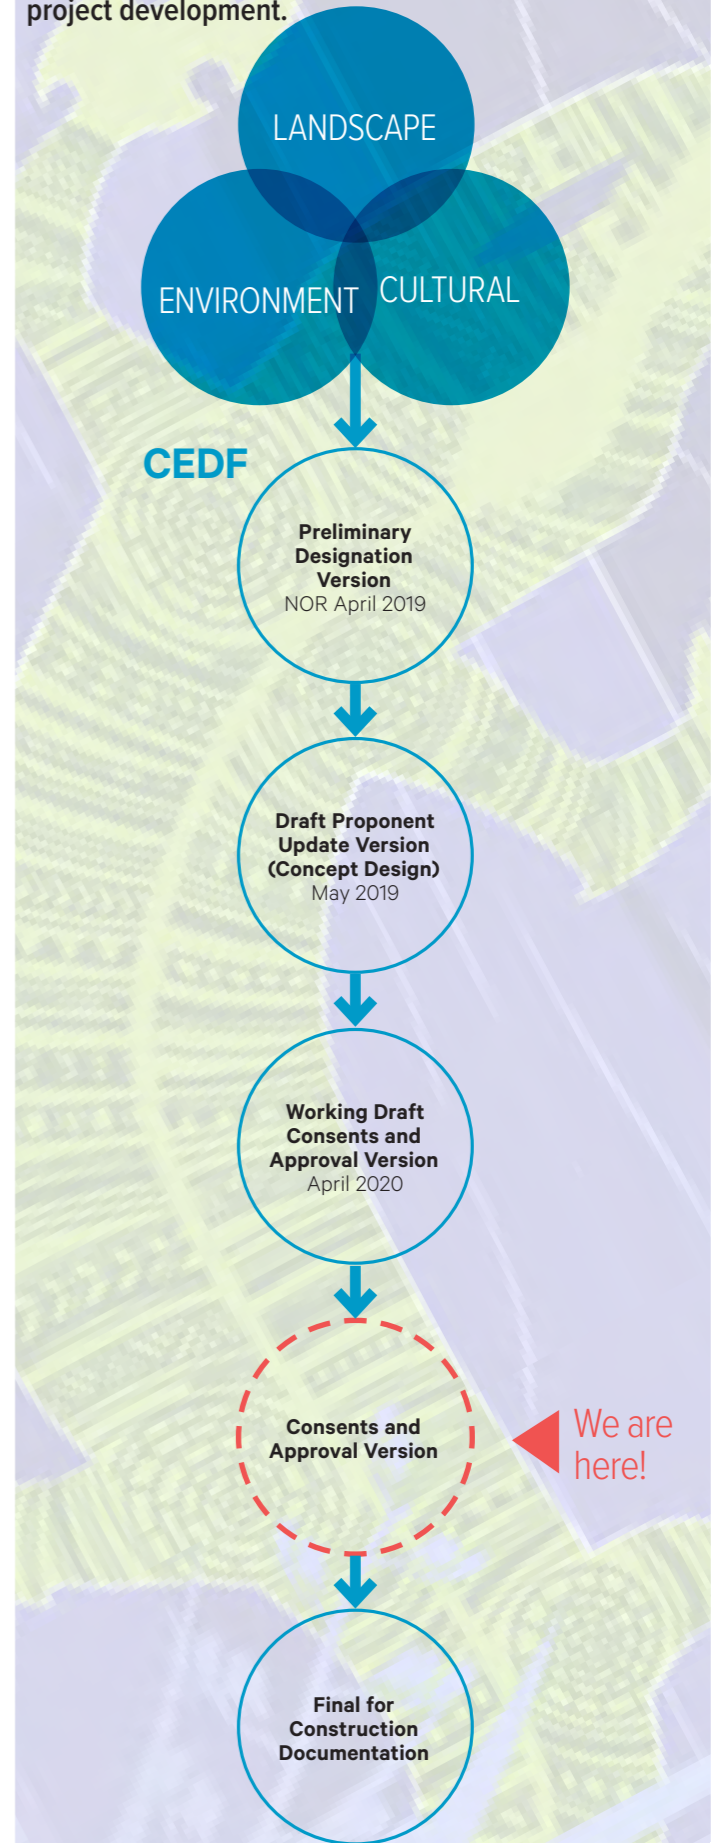 project development.
LANDSCAPE
ENVIRONMENT
CULTURAL
CEDF
Preliminary
Designation
Version
NOR April 2019
Draft Proponent
Update Version
(Concept Design)
May 2019
Working Draft
Consents and
Approval Version
April 2020
Consents and
Approval Version
We are
here!
Final for
Construction
Documentation